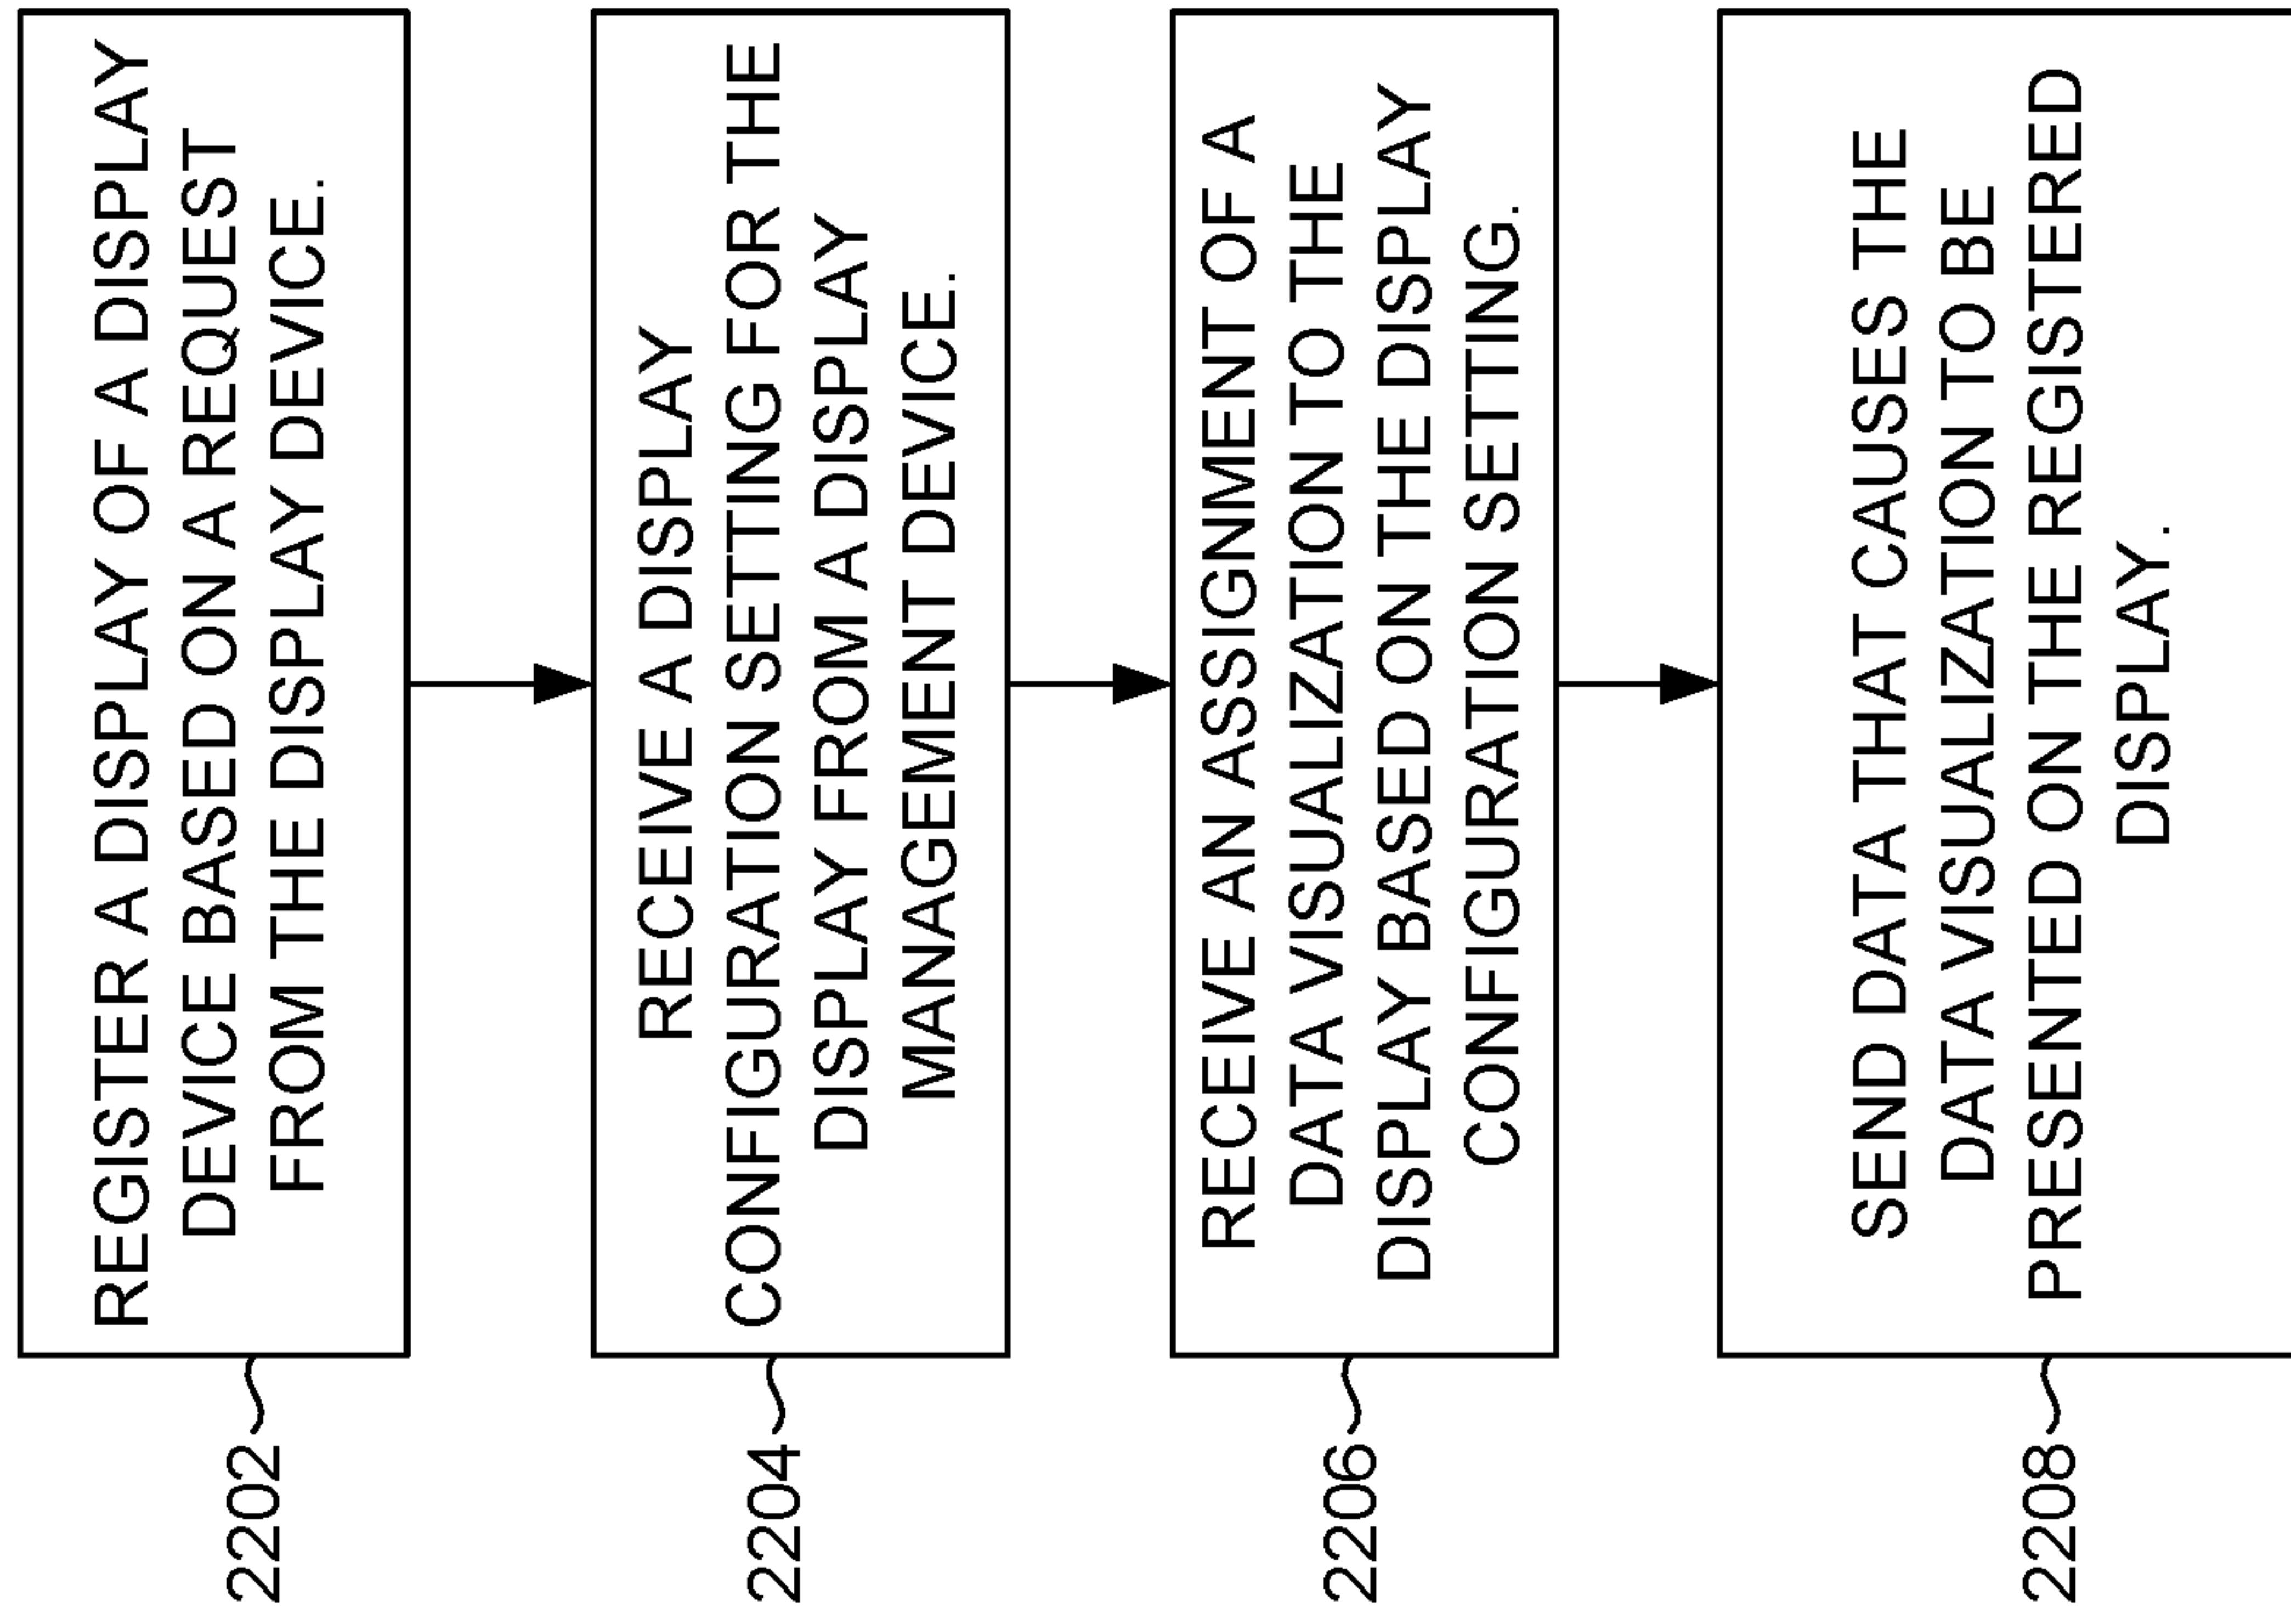 REGISTER A DISPLAY OF A DISPLAY
DEVICE BASED ON A REQUEST
FROM THE DISPLAY DEVICE.
2202
RECEIVE A DISPLAY
CONFIGURATION SETTING FOR THE
DISPLAY FROM A DISPLAY
MANAGEMENT DEVICE.
2204
RECEIVE AN ASSIGNMENT OF A
DATA VISUALIZATION TO THE
DISPLAY BASED ON THE DISPLAY
CONFIGURATION SETTING.
2206
SEND DATA THAT CAUSES THE
DATA VISUALIZATION TO BE
PRESENTED ON THE REGISTERED
DISPLAY.
2208